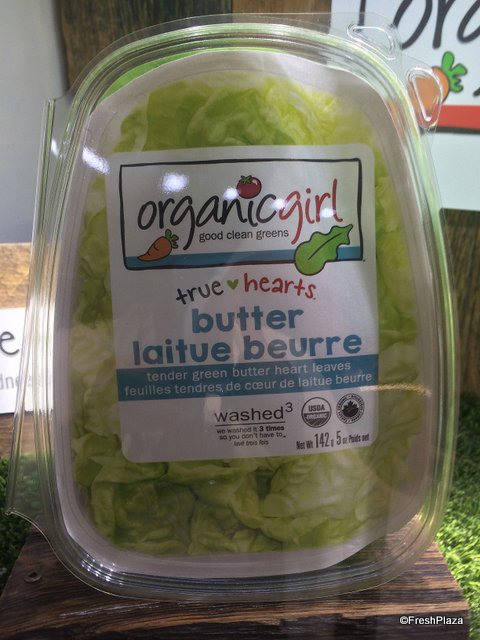 organicgirl
good clean greens
true hearts
butter
laitue beurre
tender green butter heart leaves
feuilles tendres de cœur de laitue beurre
washed³
we washed it 3 times
so you don't have to
lavé trois fois
USDA
ORGANIC
Net Wt 142 g 5 oz Poids net
©FreshPlaza